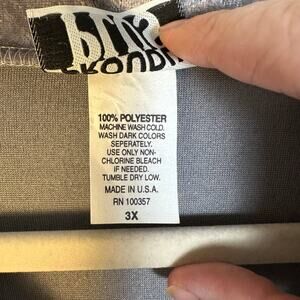 100% POLYESTER
MACHINE WASH COLD.
WASH DARK COLORS
SEPERATELY.
USE ONLY NON-
CHLORINE BLEACH
IF NEEDED.
TUMBLE DRY LOW.
MADE IN U.S.A.
RN 100357
3X